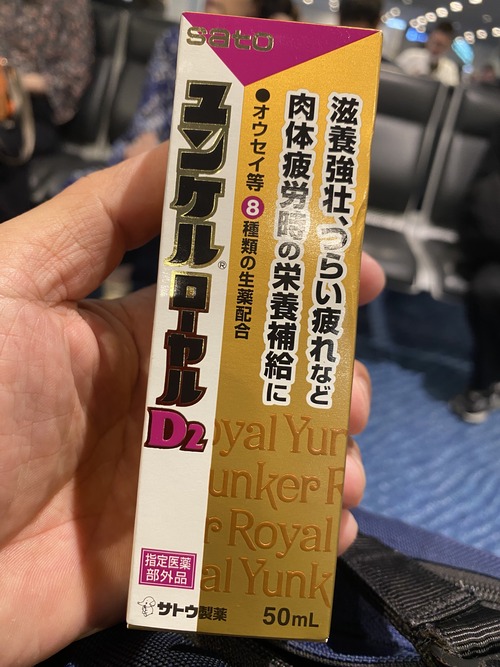 sato
滋養強壮、つらい疲れなど
肉体疲労時の栄養補給に
●オウセイ等8種類の生薬配合
ユンケル®ローヤル
D2
oyal Yun
unker R
r Royal
al Yunk
指定医薬
部外品
サトウ製薬
50mL